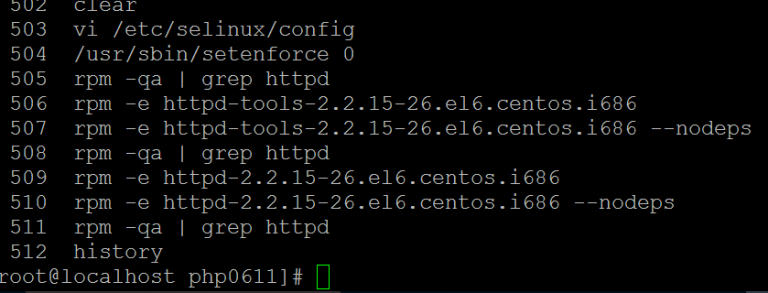 502 clear
503 vi /etc/selinux/config
504 /usr/sbin/setenforce 0
505 rpm -qa | grep httpd
506 rpm -e httpd-tools-2.2.15-26.el6.centos.i686
507 rpm -e httpd-tools-2.2.15-26.el6.centos.i686 --nodeps
508 rpm -qa | grep httpd
509 rpm -e httpd-2.2.15-26.el6.centos.i686
510 rpm -e httpd-2.2.15-26.el6.centos.i686 --nodeps
511 rpm -qa | grep httpd
512 history
root@localhost php0611]#